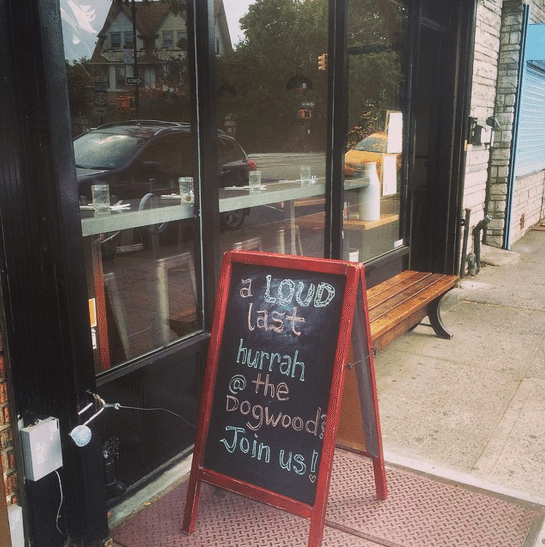 a LOUD
last
hurrah
@ the
Dogwood!
Join us!